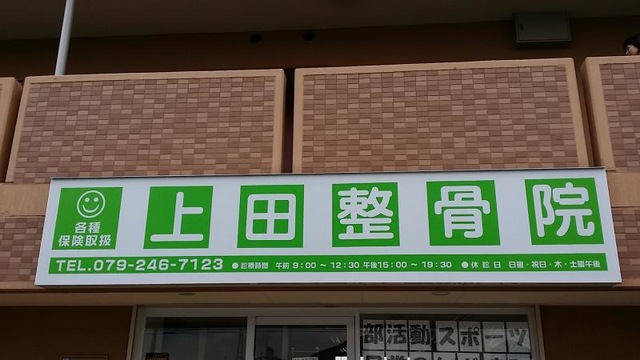 各種
保険取扱
上田整骨院
TEL.079-246-7123 ●診療時間 午前 9:00〜12:30 午後15:00〜19:30 ●休診日 日曜・祝日・木・土曜午後
部活動スポーツ